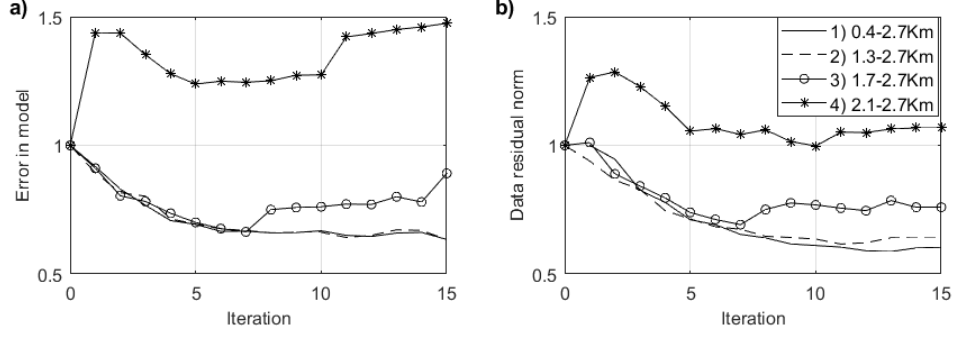 a)
1.5
1
0.5
Error in model
0 5 10 15
Iteration
b)
1.5
1
0.5
Data residual norm
1) 0.4-2.7Km
2) 1.3-2.7Km
3) 1.7-2.7Km
4) 2.1-2.7Km
0 5 10 15
Iteration